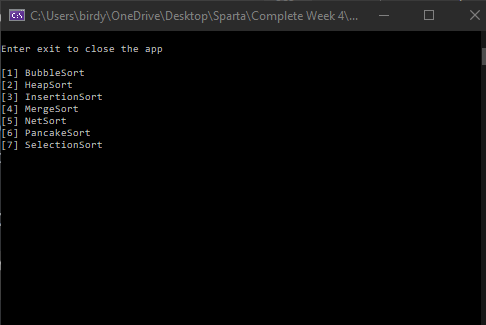 C:\Users\birdy\OneDrive\Desktop\Sparta\Complete Week 4\...
Enter exit to close the app
[1] BubbleSort
[2] HeapSort
[3] InsertionSort
[4] MergeSort
[5] NetSort
[6] PancakeSort
[7] SelectionSort